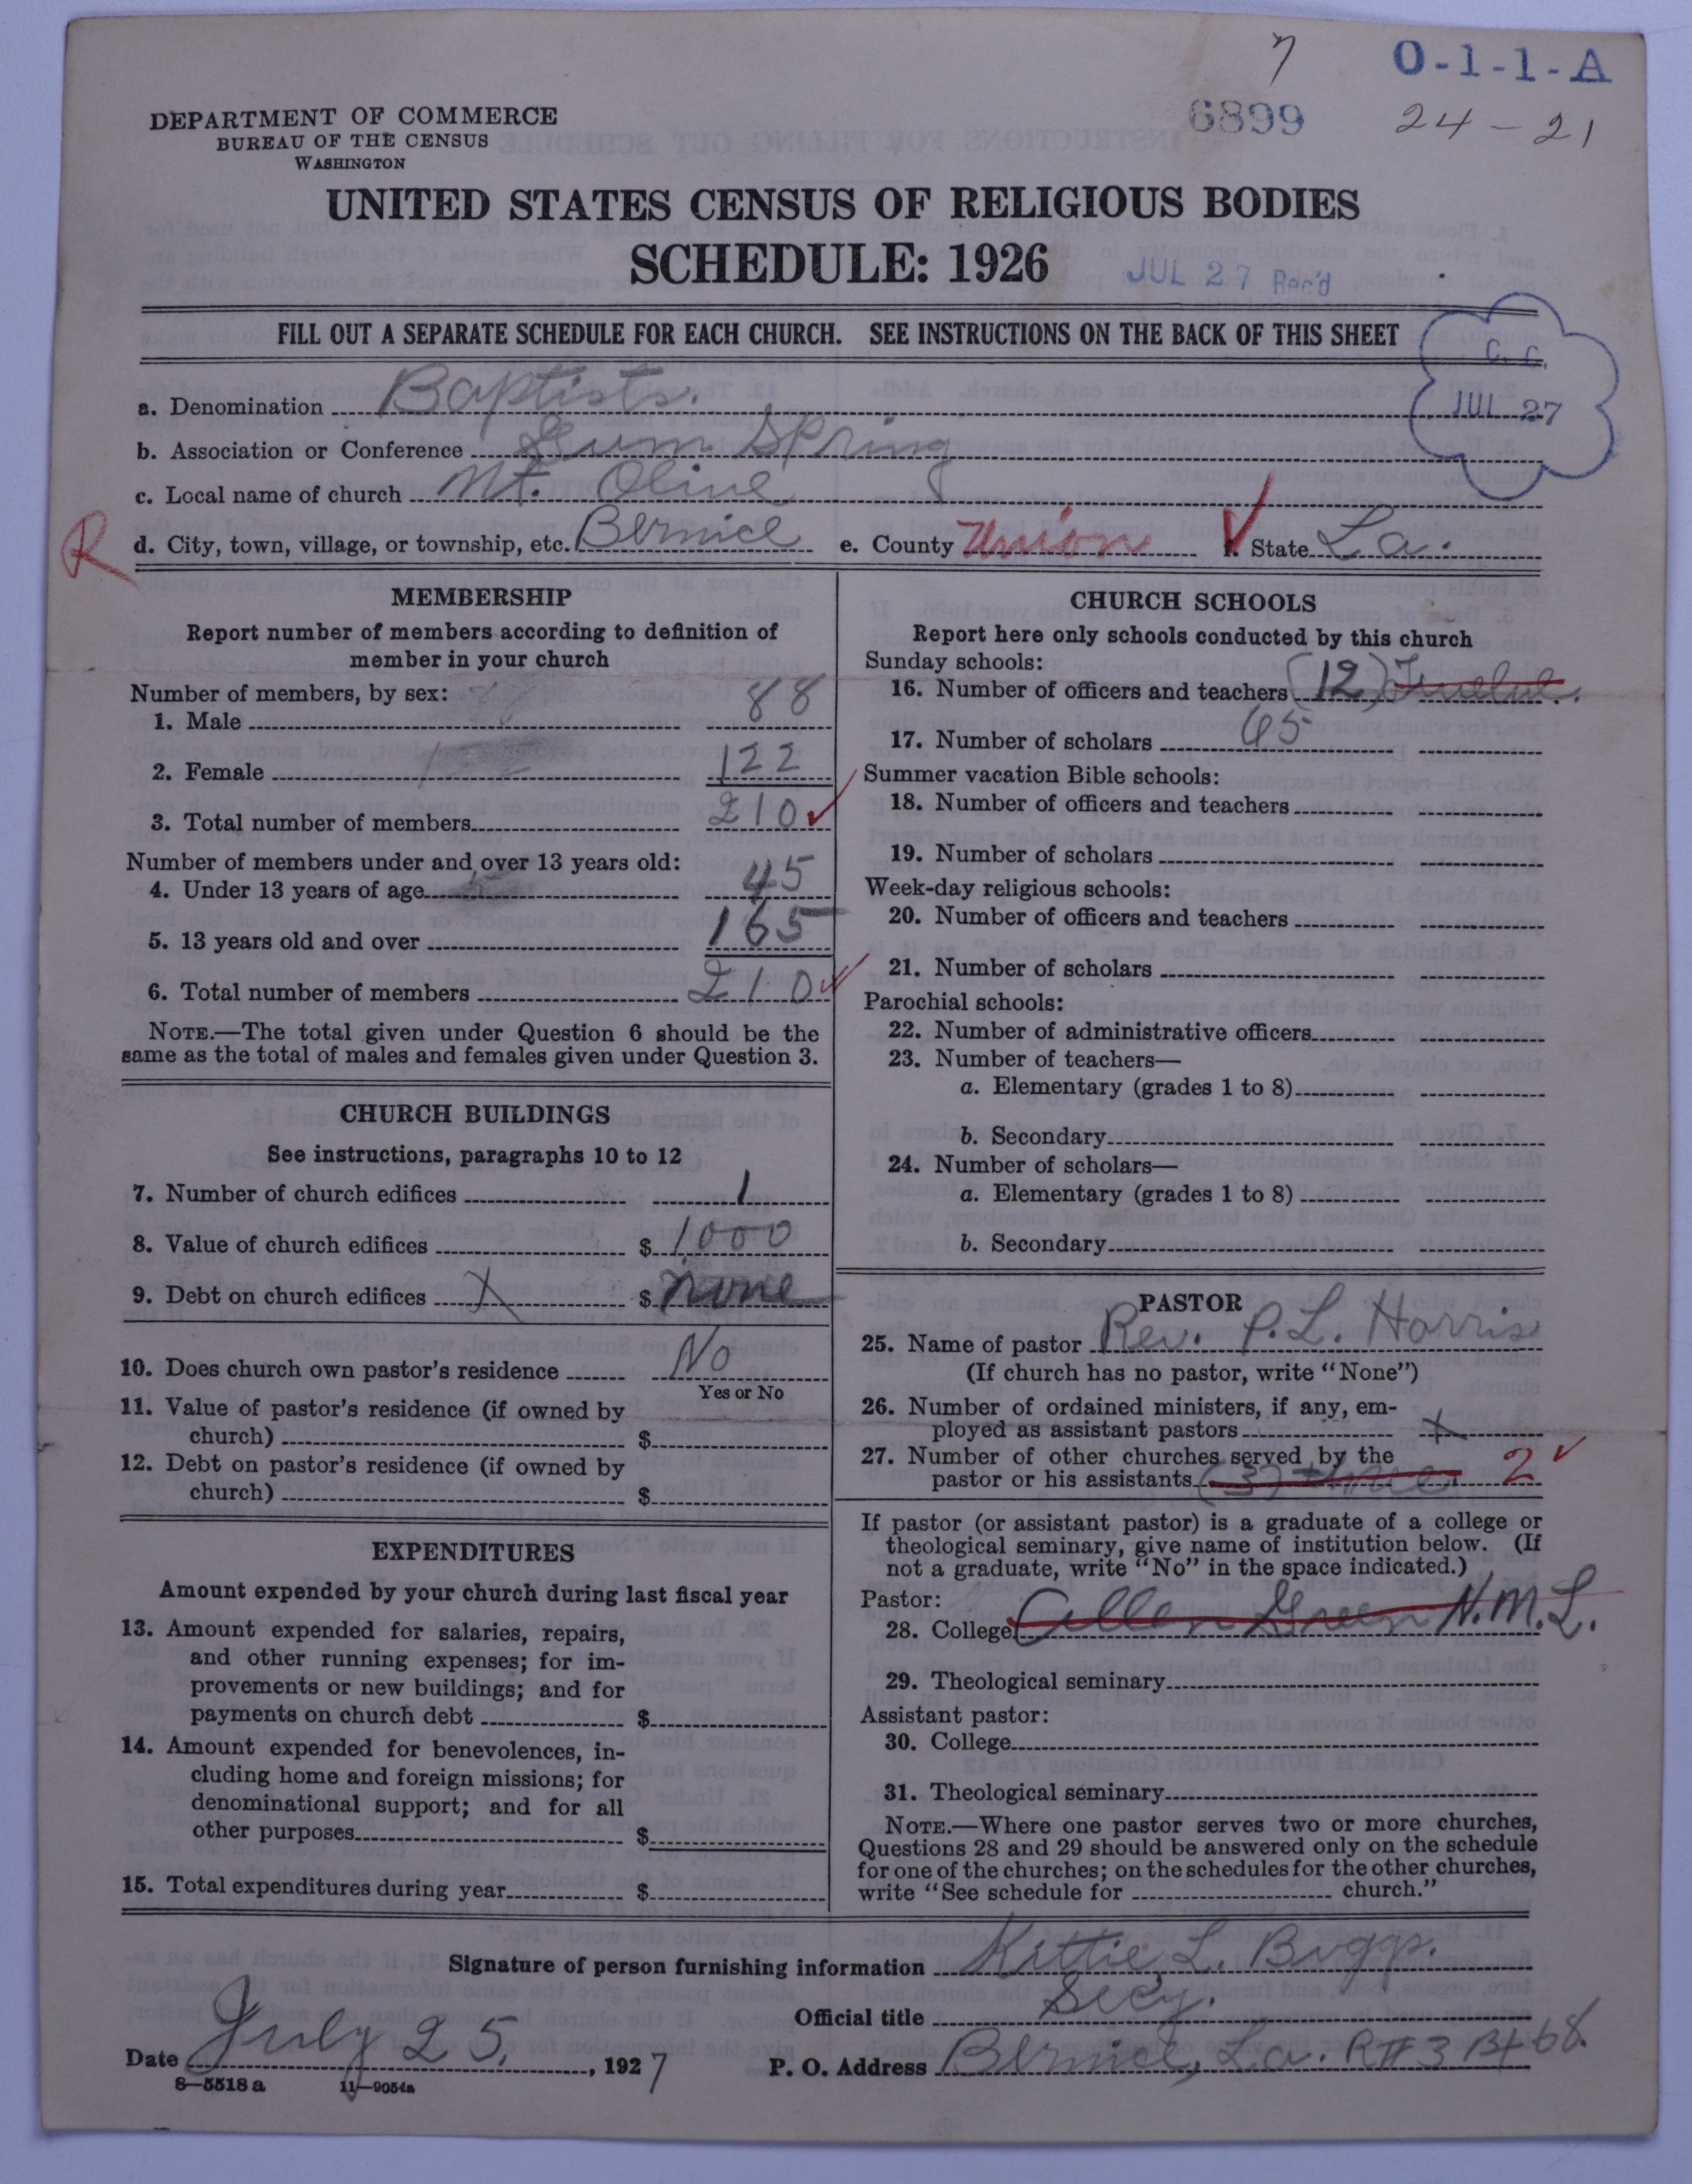 7
O-1-1-A
DEPARTMENT OF COMMERCE
BUREAU OF THE CENSUS
WASHINGTON
6899
24-21
UNITED STATES CENSUS OF RELIGIOUS BODIES
SCHEDULE: 1926
JUL 27 Rec'd
FILL OUT A SEPARATE SCHEDULE FOR EACH CHURCH. SEE INSTRUCTIONS ON THE BACK OF THIS SHEET
C. C.
JUL 27
a. Denomination Baptists.
b. Association or Conference Gum Spring
c. Local name of church Mt. Olive
R
d. City, town, village, or township, etc. Bernice e. County Union State La.
MEMBERSHIP
Report number of members according to definition of
member in your church
Number of members, by sex:
1. Male 88
2. Female 122
3. Total number of members 210
Number of members under and over 13 years old:
4. Under 13 years of age 45
5. 13 years old and over 165
6. Total number of members 210
NOTE.—The total given under Question 6 should be the
same as the total of males and females given under Question 3.
CHURCH BUILDINGS
See instructions, paragraphs 10 to 12
7. Number of church edifices 1
8. Value of church edifices $ 1000
9. Debt on church edifices X $ none
10. Does church own pastor's residence No
Yes or No
11. Value of pastor's residence (if owned by
church) $
12. Debt on pastor's residence (if owned by
church) $
EXPENDITURES
Amount expended by your church during last fiscal year
13. Amount expended for salaries, repairs,
and other running expenses; for im-
provements or new buildings; and for
payments on church debt $
14. Amount expended for benevolences, in-
cluding home and foreign missions; for
denominational support; and for all
other purposes $
15. Total expenditures during year $
CHURCH SCHOOLS
Report here only schools conducted by this church
Sunday schools:
16. Number of officers and teachers (12) Twelve.
17. Number of scholars 65
Summer vacation Bible schools:
18. Number of officers and teachers
19. Number of scholars
Week-day religious schools:
20. Number of officers and teachers
21. Number of scholars
Parochial schools:
22. Number of administrative officers
23. Number of teachers—
a. Elementary (grades 1 to 8)
b. Secondary
24. Number of scholars—
a. Elementary (grades 1 to 8)
b. Secondary
PASTOR
25. Name of pastor Rev. P. L. Harris
(If church has no pastor, write "None")
26. Number of ordained ministers, if any, em-
ployed as assistant pastors X
27. Number of other churches served by the
pastor or his assistants (3) three 2
If pastor (or assistant pastor) is a graduate of a college or
theological seminary, give name of institution below. (If
not a graduate, write "No" in the space indicated.)
Pastor:
28. College Green N.M.L.
29. Theological seminary
Assistant pastor:
30. College
31. Theological seminary
NOTE.—Where one pastor serves two or more churches,
Questions 28 and 29 should be answered only on the schedule
for one of the churches; on the schedules for the other churches,
write "See schedule for church."
Signature of person furnishing information Kittie L. Buggs.
Official title Secy.
Date July 25, 1927 P. O. Address Bernice, La. R#3 Bx 68.
8—5518 a 11—9054a